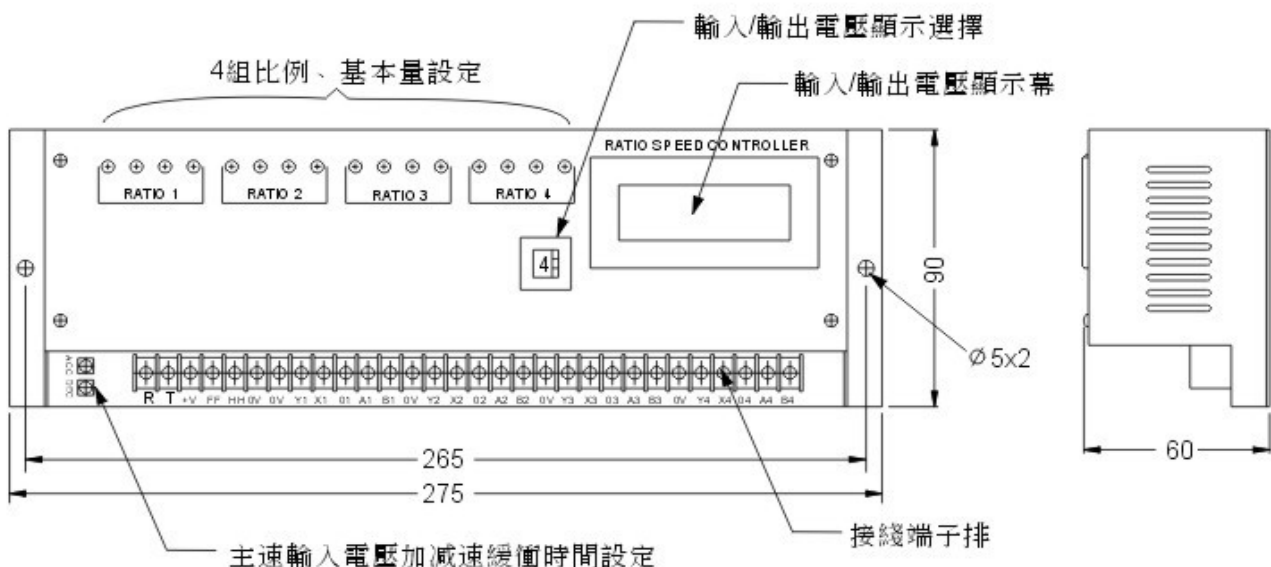 輸入/輸出電壓顯示選擇
4組比例、基本量設定
輸入/輸出電壓顯示幕
RATIO SPEED CONTROLLER
RATIO 1 RATIO 2 RATIO 3 RATIO 4
4
90
Ø5x2
ACC
DCC
R T +V FF HH 0V 0V Y1 X1 01 A1 B1 0V Y2 X2 02 A2 B2 0V Y3 X3 03 A3 B3 0V Y4 X4 04 A4 B4
265
60
275
接綫端子排
主速輸入電壓加减速緩衝時間設定